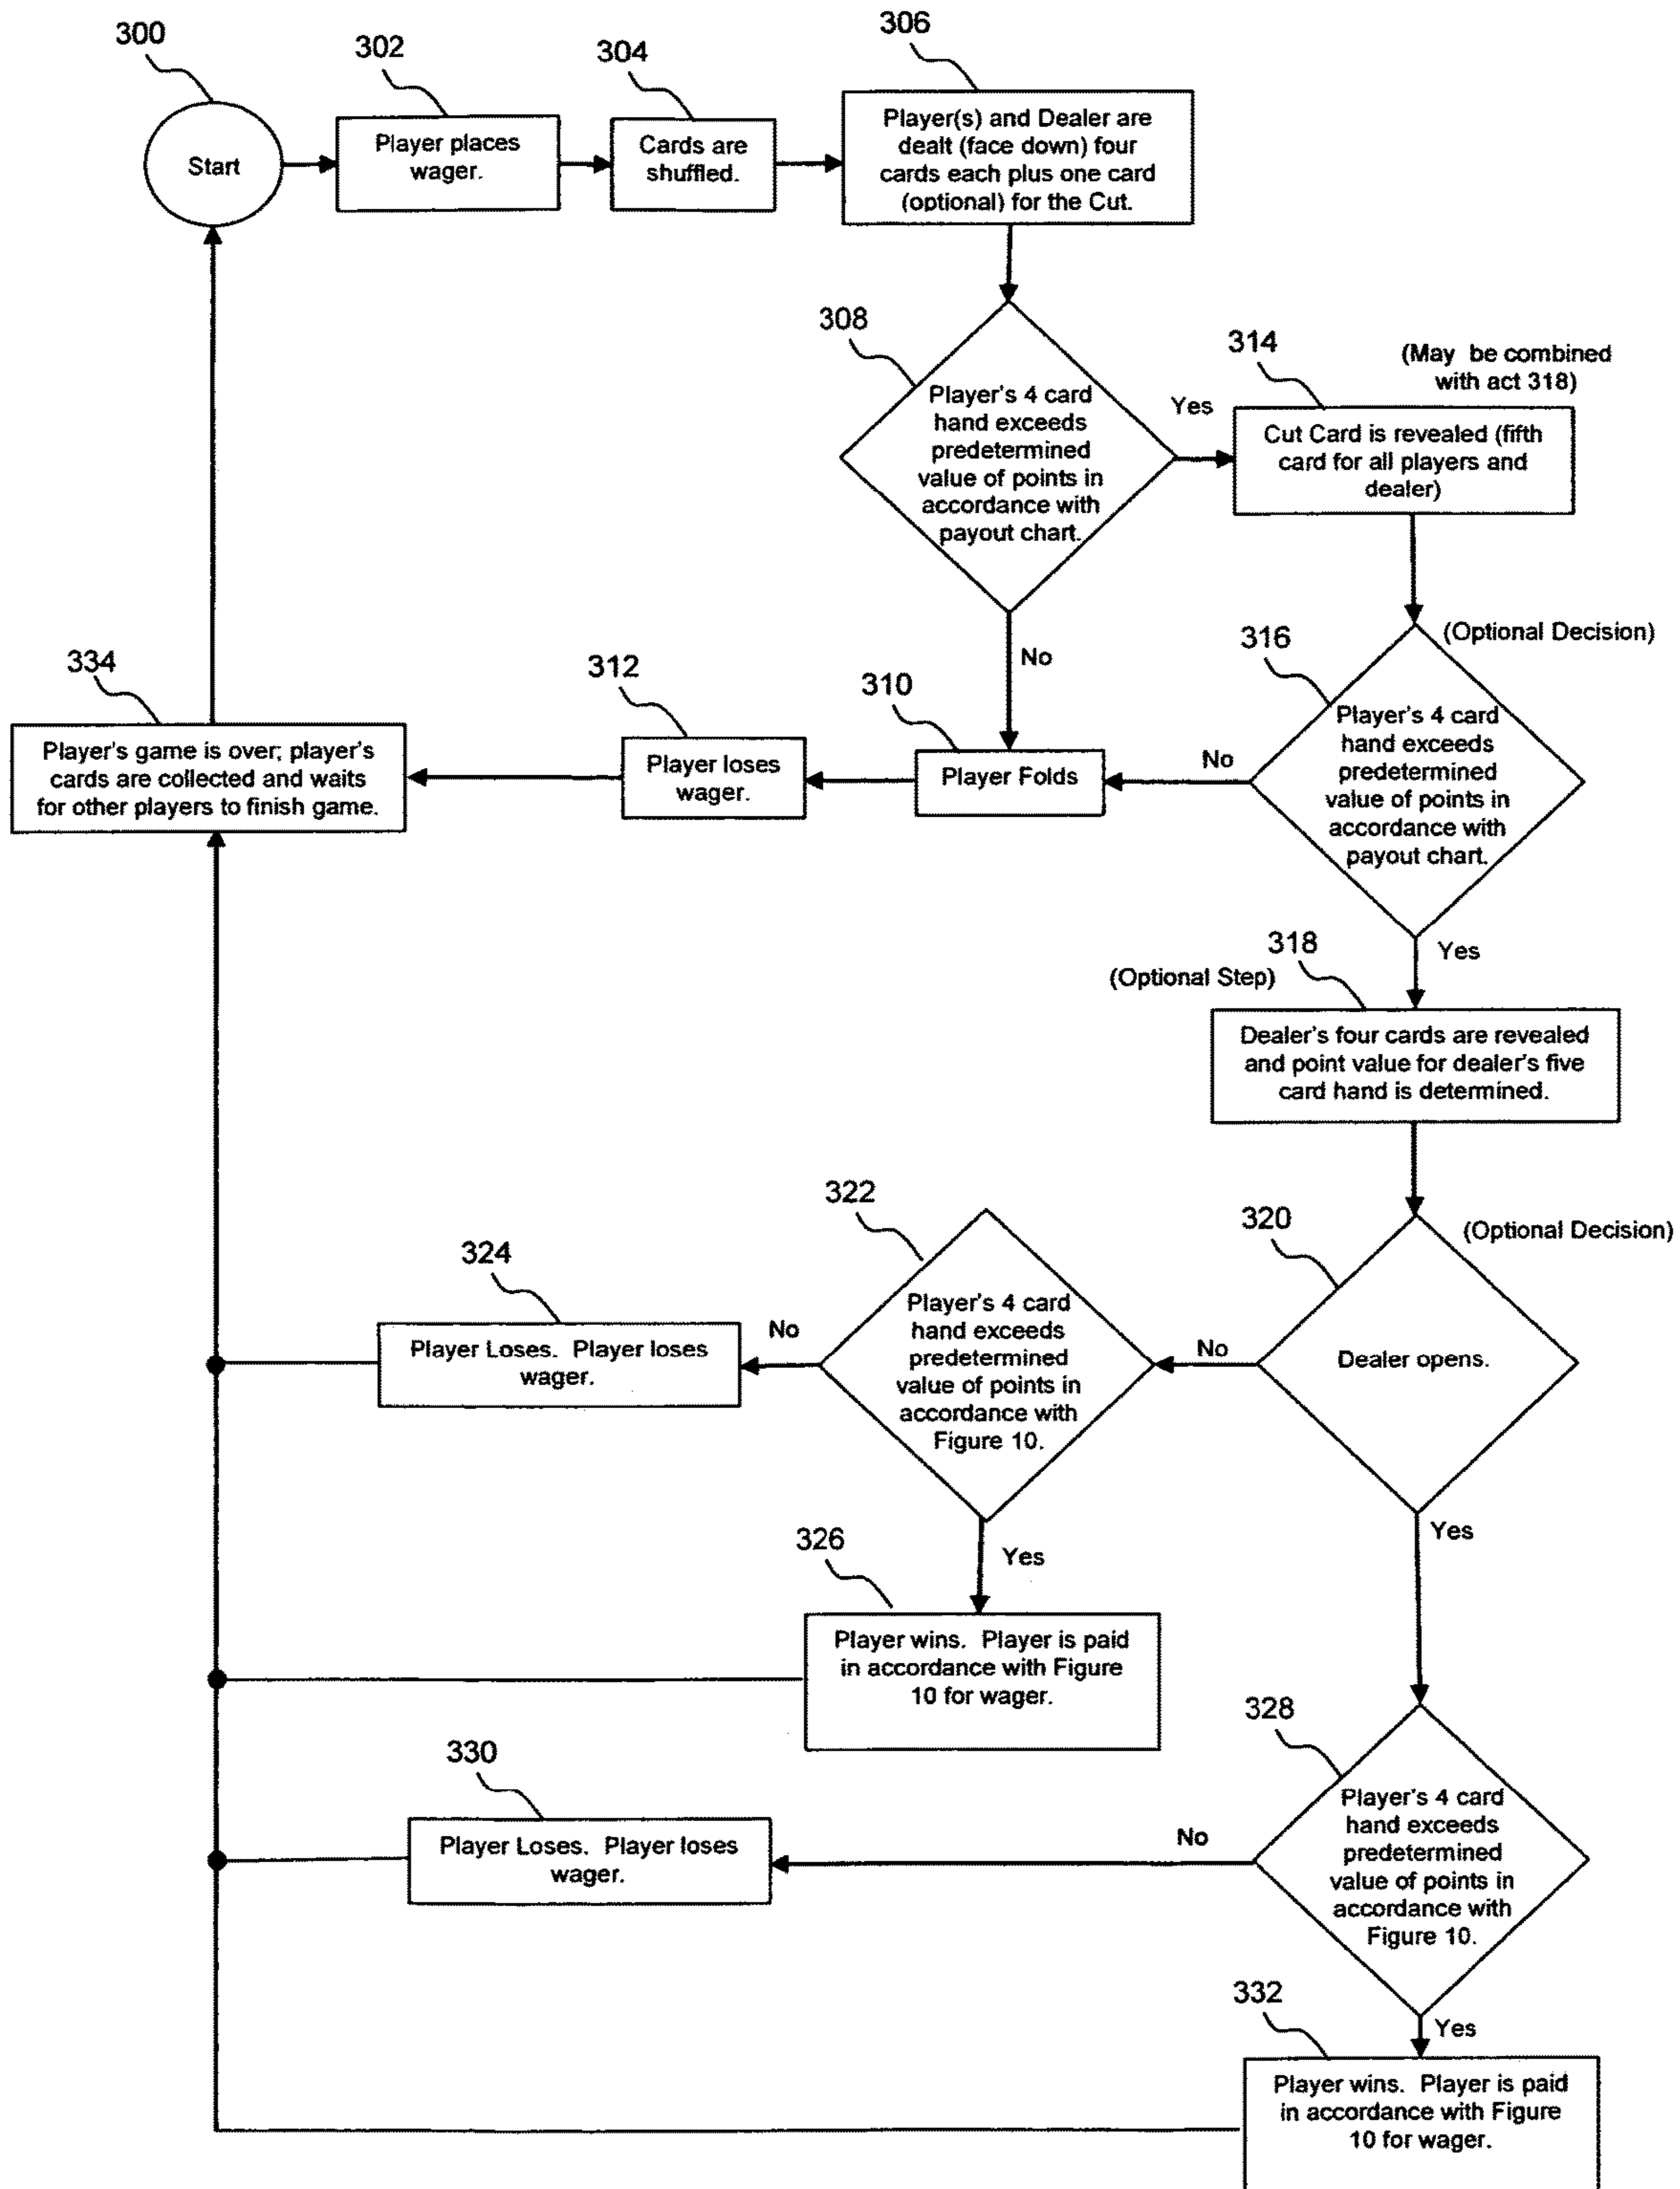 300
302
304
306
Start
Player places
wager.
Cards are
shuffled.
Player(s) and Dealer are
dealt (face down) four
cards each plus one card
(optional) for the Cut.
308
Player's 4 card
hand exceeds
predetermined
value of points in
accordance with
payout chart.
Yes
No
314
(May be combined
with act 318)
Cut Card is revealed (fifth
card for all players and
dealer)
316
(Optional Decision)
Player's 4 card
hand exceeds
predetermined
value of points in
accordance with
payout chart.
No
Yes
310
Player Folds
312
Player loses
wager.
334
Player's game is over; player's
cards are collected and waits
for other players to finish game.
(Optional Step)
318
Dealer's four cards are revealed
and point value for dealer's five
card hand is determined.
320
(Optional Decision)
Dealer opens.
No
Yes
322
Player's 4 card
hand exceeds
predetermined
value of points in
accordance with
Figure 10.
No
Yes
324
Player Loses. Player loses
wager.
326
Player wins. Player is paid
in accordance with Figure
10 for wager.
328
Player's 4 card
hand exceeds
predetermined
value of points in
accordance with
Figure 10.
No
Yes
330
Player Loses. Player loses
wager.
332
Player wins. Player is paid
in accordance with Figure
10 for wager.